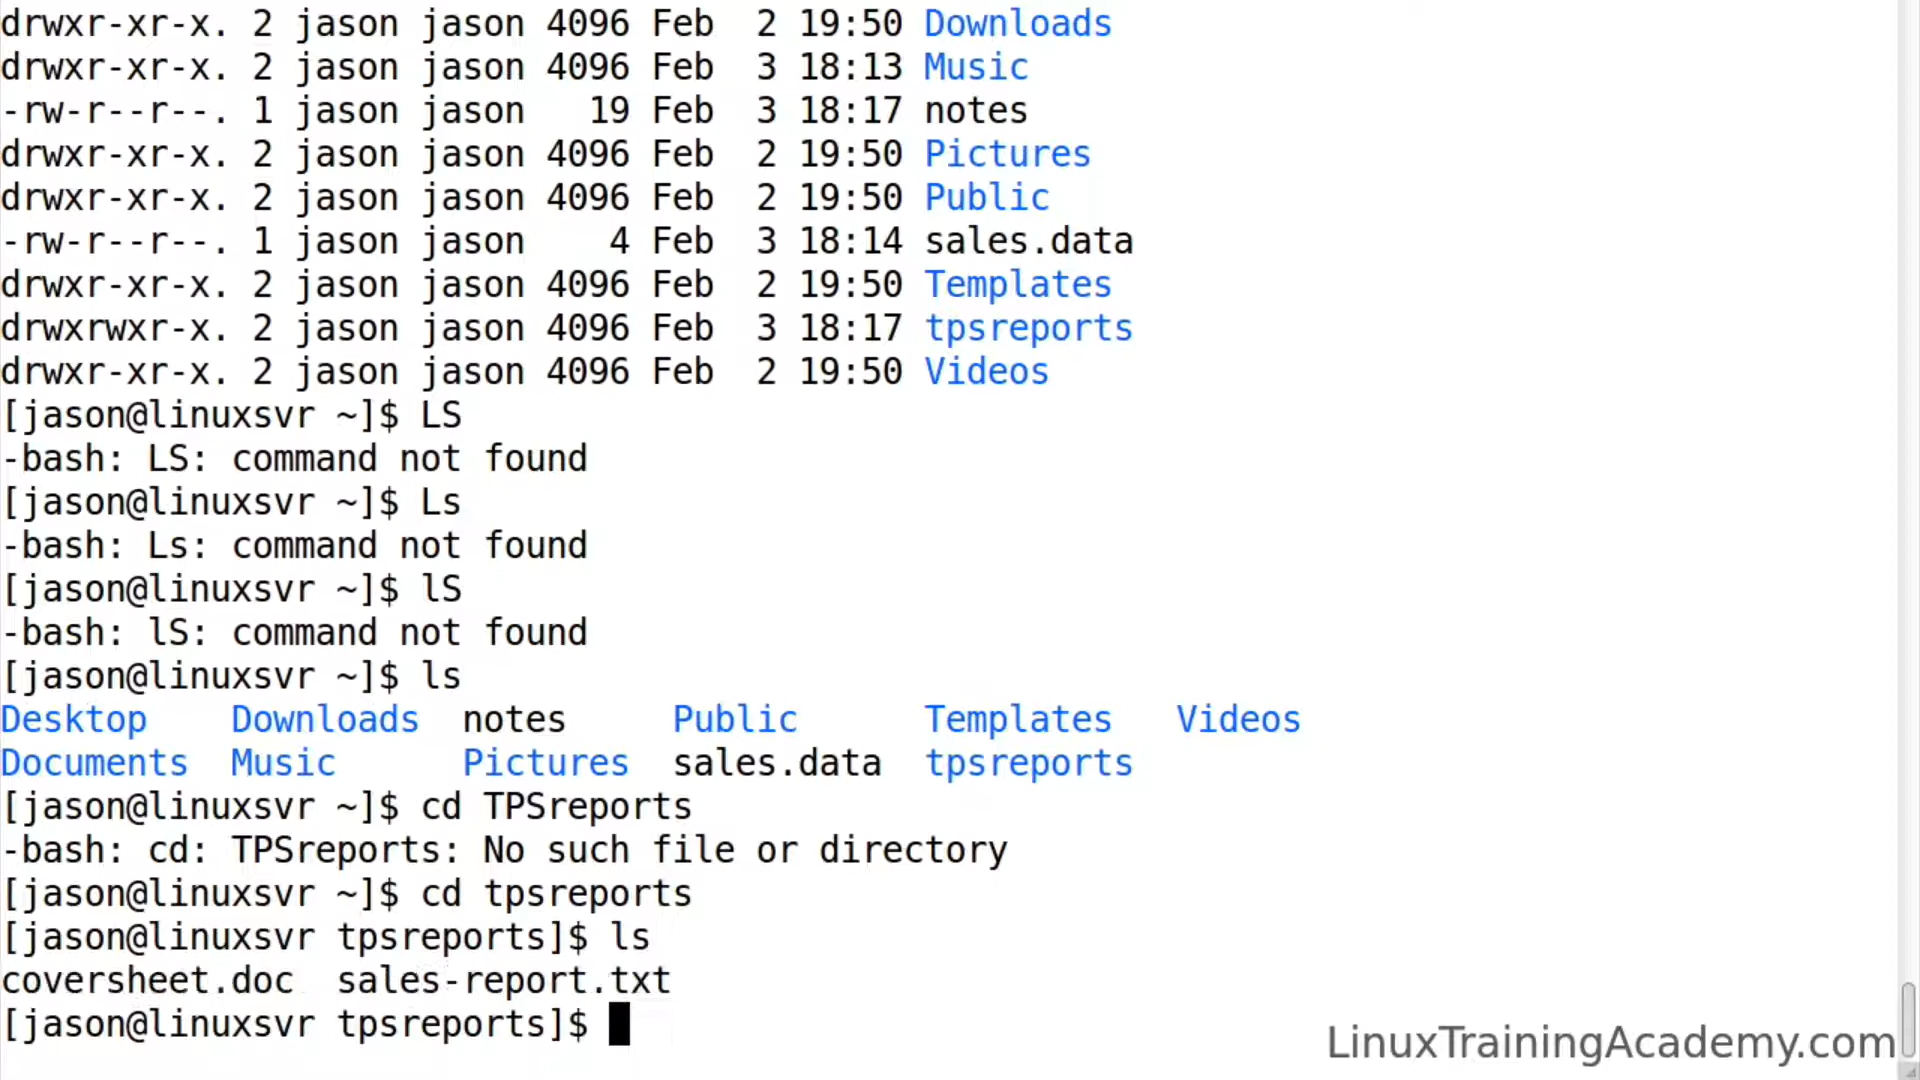 drwxr-xr-x. 2 jason jason 4096 Feb  2 19:50 Downloads
drwxr-xr-x. 2 jason jason 4096 Feb  3 18:13 Music
-rw-r--r--. 1 jason jason   19 Feb  3 18:17 notes
drwxr-xr-x. 2 jason jason 4096 Feb  2 19:50 Pictures
drwxr-xr-x. 2 jason jason 4096 Feb  2 19:50 Public
-rw-r--r--. 1 jason jason    4 Feb  3 18:14 sales.data
drwxr-xr-x. 2 jason jason 4096 Feb  2 19:50 Templates
drwxrwxr-x. 2 jason jason 4096 Feb  3 18:17 tpsreports
drwxr-xr-x. 2 jason jason 4096 Feb  2 19:50 Videos
[jason@linuxsvr ~]$ LS
-bash: LS: command not found
[jason@linuxsvr ~]$ Ls
-bash: Ls: command not found
[jason@linuxsvr ~]$ lS
-bash: lS: command not found
[jason@linuxsvr ~]$ ls
Desktop    Downloads  notes     Public      Templates   Videos
Documents  Music      Pictures  sales.data  tpsreports
[jason@linuxsvr ~]$ cd TPSreports
-bash: cd: TPSreports: No such file or directory
[jason@linuxsvr ~]$ cd tpsreports
[jason@linuxsvr tpsreports]$ ls
coversheet.doc  sales-report.txt
[jason@linuxsvr tpsreports]$
LinuxTrainingAcademy.com